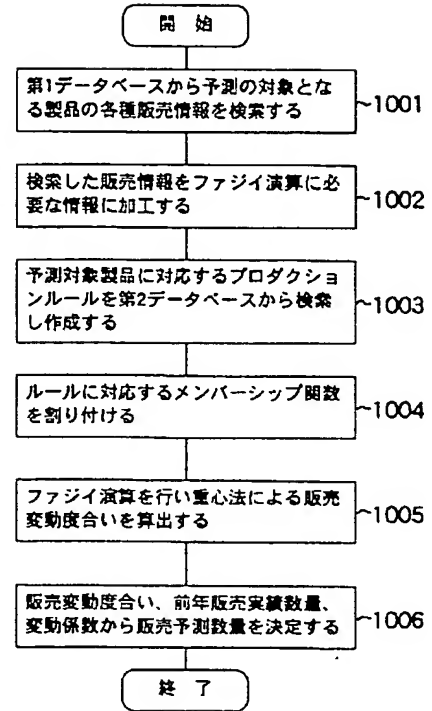 開 始
第1データベースから予測の対象とな
る製品の各種販売情報を検索する
~1001
検索した販売情報をファジイ演算に必
要な情報に加工する
~1002
予測対象製品に対応するプロダクショ
ンルールを第2データベースから検索
し作成する
~1003
ルールに対応するメンバーシップ関数
を割り付ける
~1004
ファジイ演算を行い重心法による販売
変動度合いを算出する
~1005
販売変動度合い、前年販売実績数量、
変動係数から販売予測数量を決定する
~1006
終 了